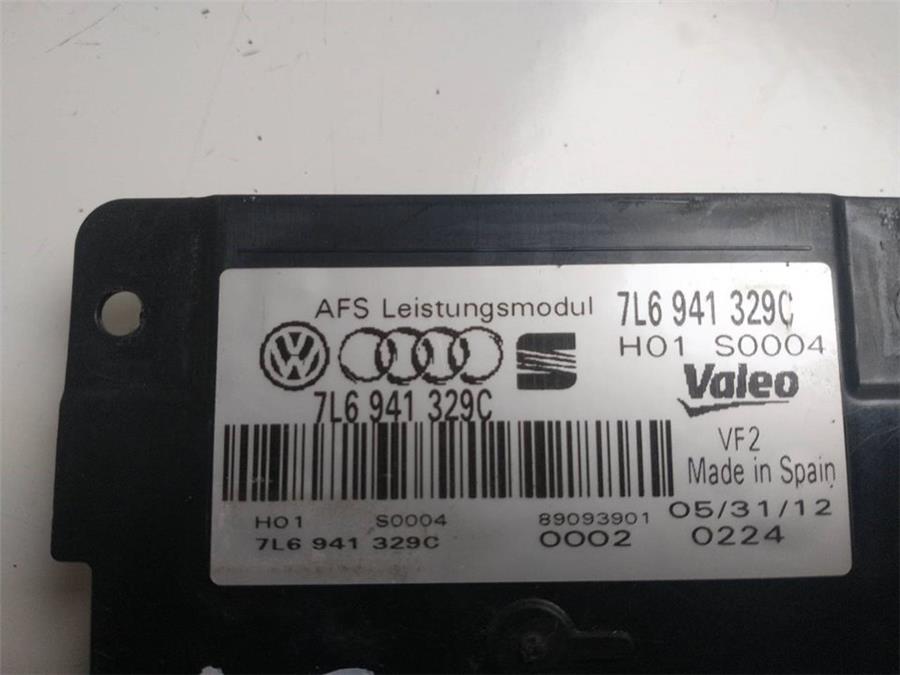 AFS Leistungsmodul
7L6 941 329C
H01 S0004
7L6 941 329C
Valeo
VF2
Made in Spain
H01 S0004 89093901 05/31/12
7L6 941 329C 0002 0224